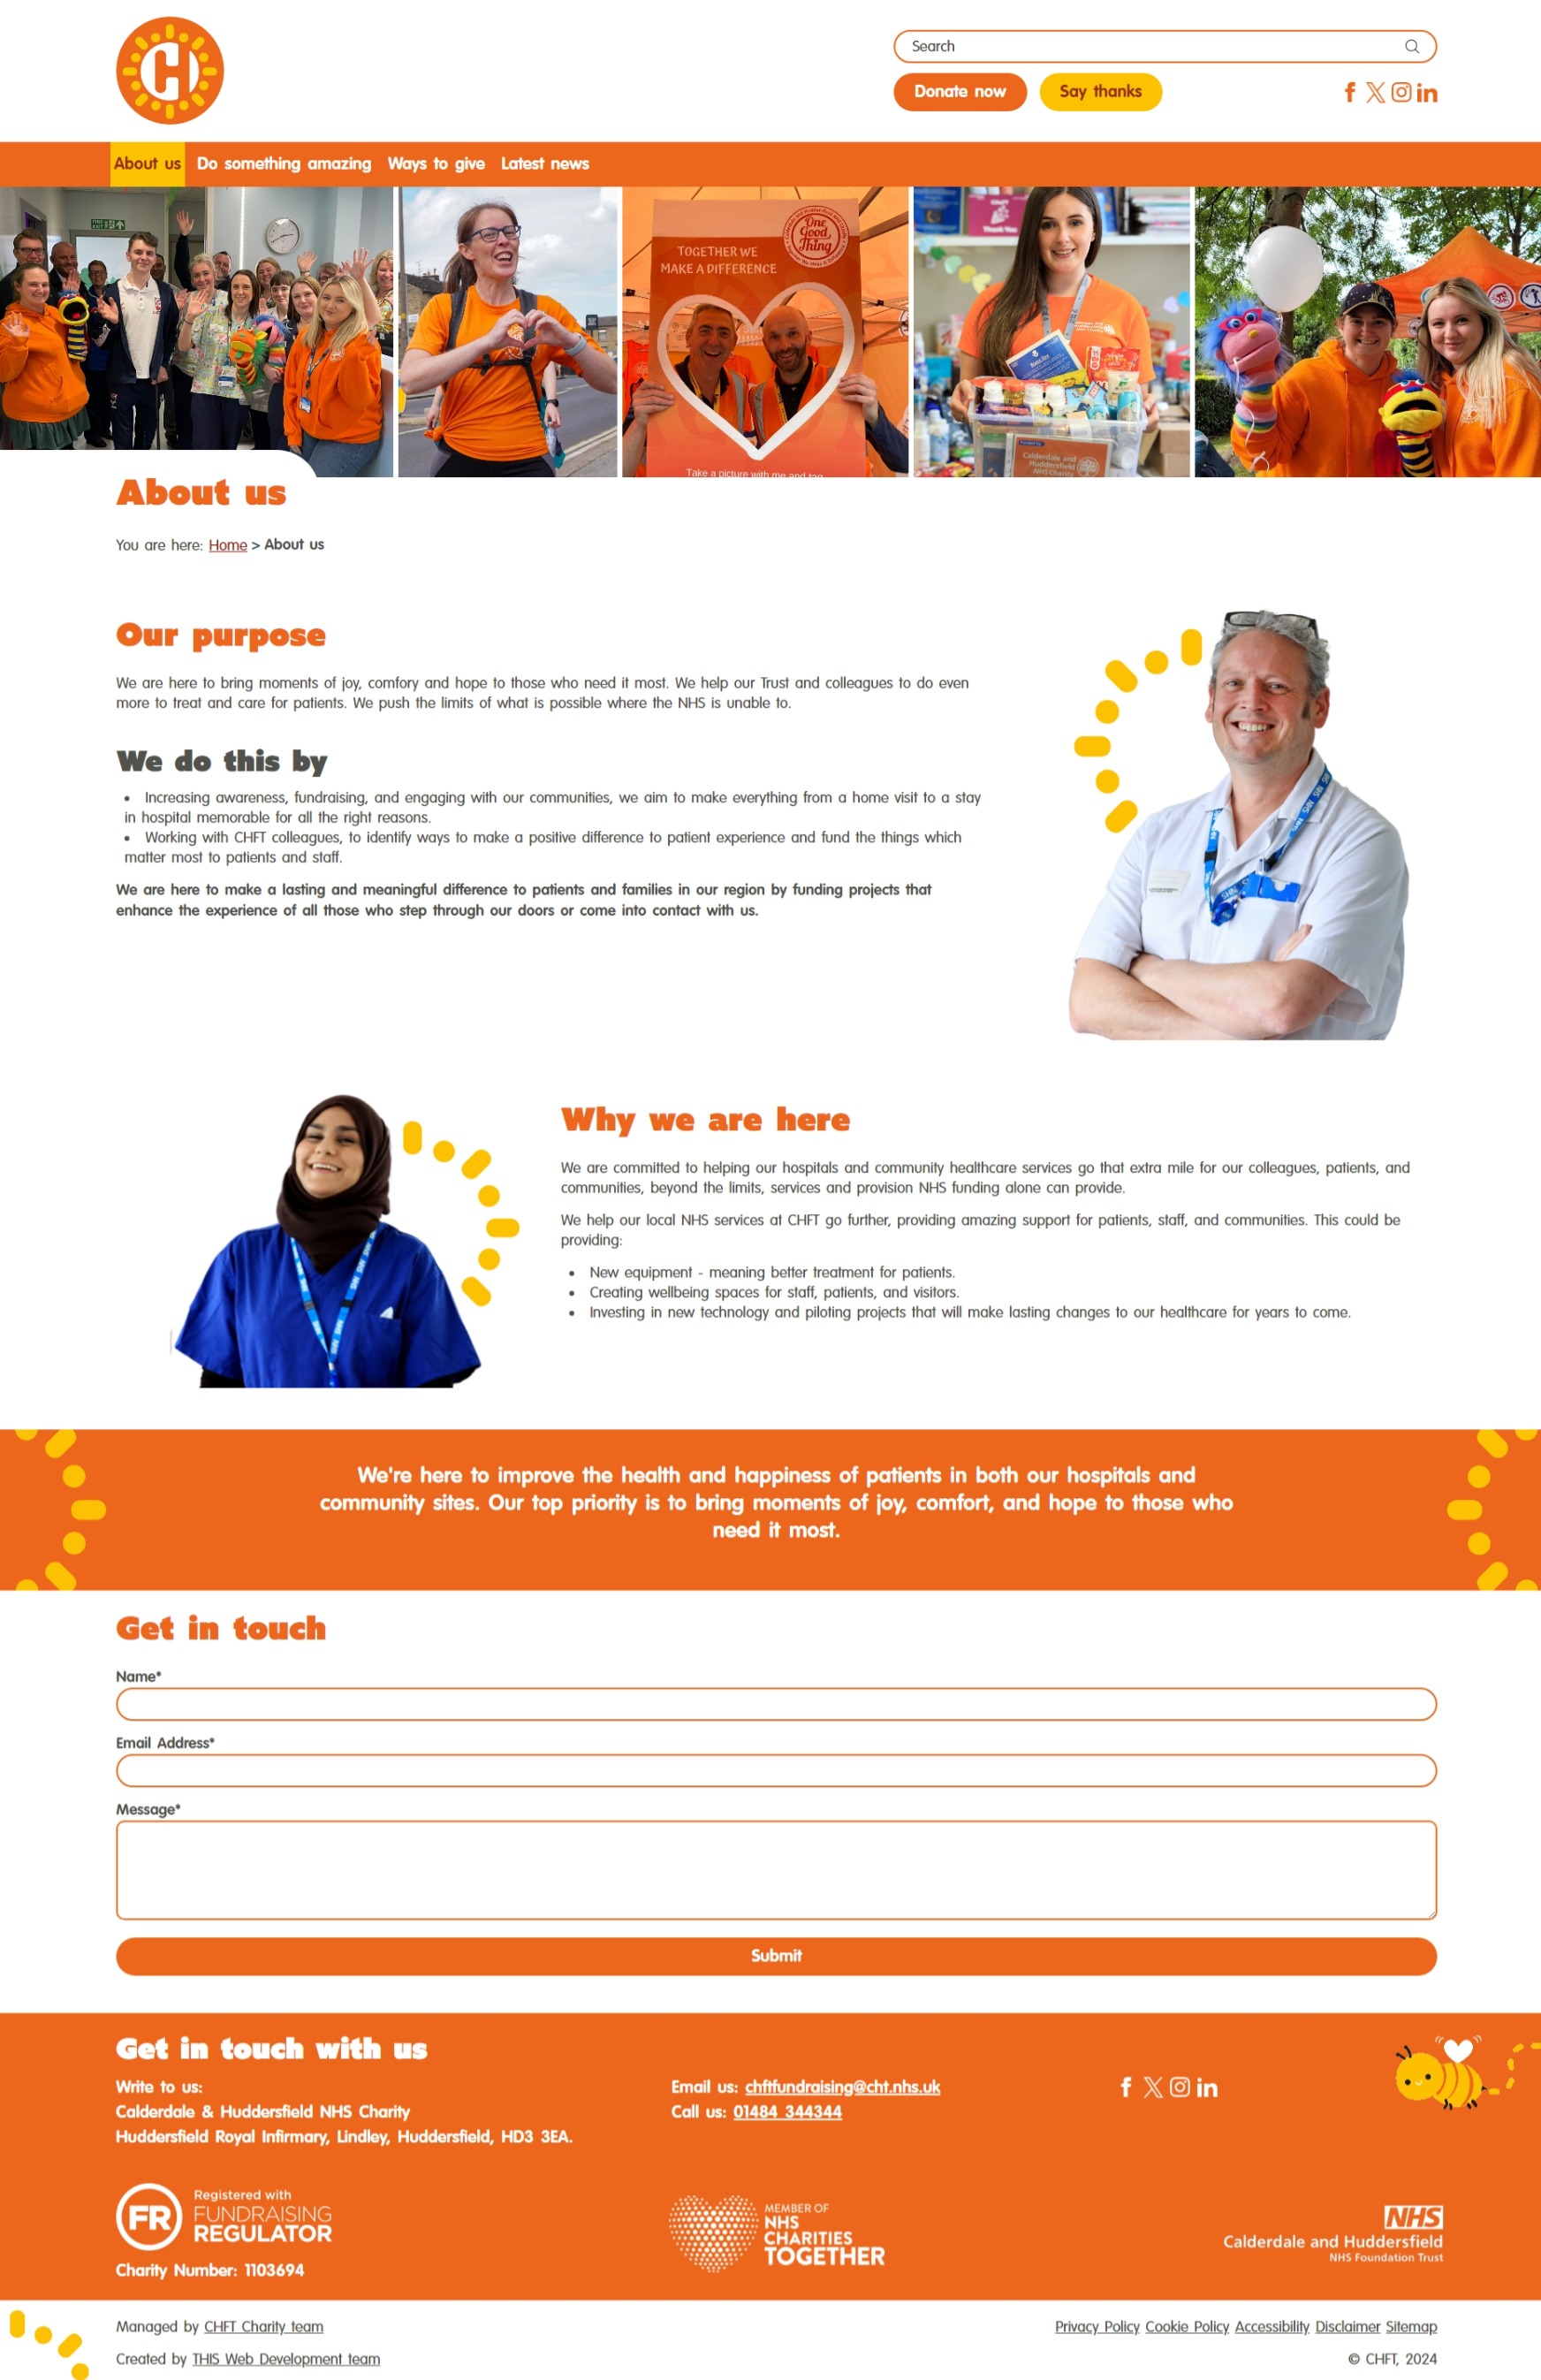 CH
Search
Donate now
Say thanks
About us
Do something amazing
Ways to give
Latest news
One
Good
Thing
TOGETHER WE
MAKE A DIFFERENCE
Take a picture with me and tag
Calderdale and
Huddersfield
NHS Charity
About us
You are here: Home > About us
Our purpose
We are here to bring moments of joy, comfory and hope to those who need it most. We help our Trust and colleagues to do even
more to treat and care for patients. We push the limits of what is possible where the NHS is unable to.
We do this by
• Increasing awareness, fundraising, and engaging with our communities, we aim to make everything from a home visit to a stay
in hospital memorable for all the right reasons.
• Working with CHFT colleagues, to identify ways to make a positive difference to patient experience and fund the things which
matter most to patients and staff.
We are here to make a lasting and meaningful difference to patients and families in our region by funding projects that
enhance the experience of all those who step through our doors or come into contact with us.
Why we are here
We are committed to helping our hospitals and community healthcare services go that extra mile for our colleagues, patients, and
communities, beyond the limits, services and provision NHS funding alone can provide.
We help our local NHS services at CHFT go further, providing amazing support for patients, staff, and communities. This could be
providing:
• New equipment - meaning better treatment for patients.
• Creating wellbeing spaces for staff, patients, and visitors.
• Investing in new technology and piloting projects that will make lasting changes to our healthcare for years to come.
We're here to improve the health and happiness of patients in both our hospitals and
community sites. Our top priority is to bring moments of joy, comfort, and hope to those who
need it most.
Get in touch
Name*
Email Address*
Message*
Submit
Get in touch with us
Write to us:
Calderdale & Huddersfield NHS Charity
Huddersfield Royal Infirmary, Lindley, Huddersfield, HD3 3EA.
Email us: chftfundraising@cht.nhs.uk
Call us: 01484 344344
FR
Registered with
FUNDRAISING
REGULATOR
Charity Number: 1103694
MEMBER OF
NHS
CHARITIES
TOGETHER
NHS
Calderdale and Huddersfield
NHS Foundation Trust
Managed by CHFT Charity team
Created by THIS Web Development team
Privacy Policy Cookie Policy Accessibility Disclaimer Sitemap
© CHFT, 2024